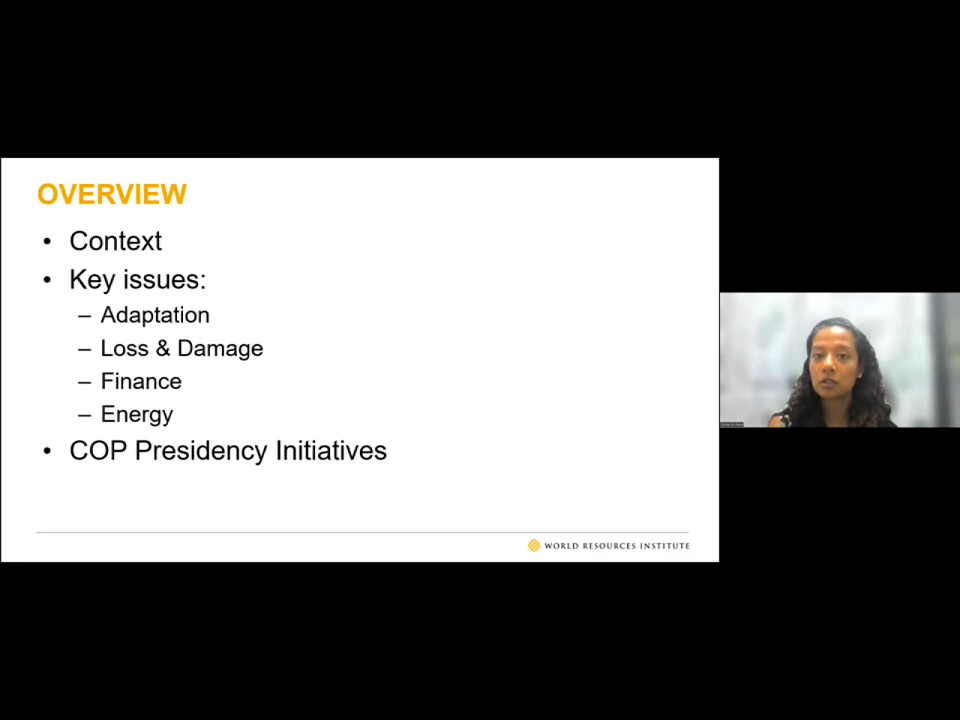 OVERVIEW
• Context
• Key issues:
– Adaptation
– Loss & Damage
– Finance
– Energy
• COP Presidency Initiatives
WORLD RESOURCES INSTITUTE